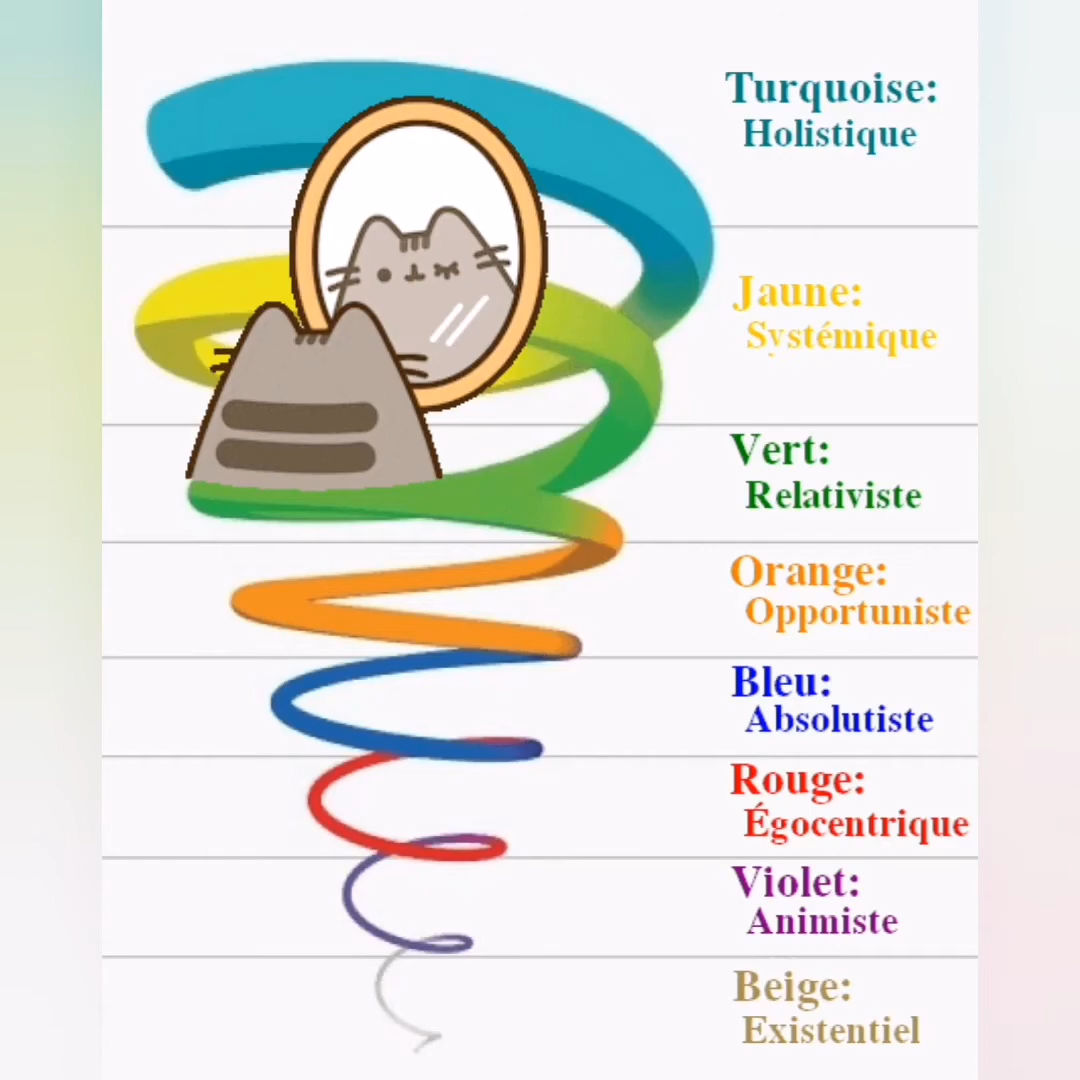 Turquoise:
Holistique
Jaune:
Systémique
Vert:
Relativiste
Orange:
Opportuniste
Bleu:
Absolutiste
Rouge:
Égocentrique
Violet:
Animiste
Beige:
Existentiel